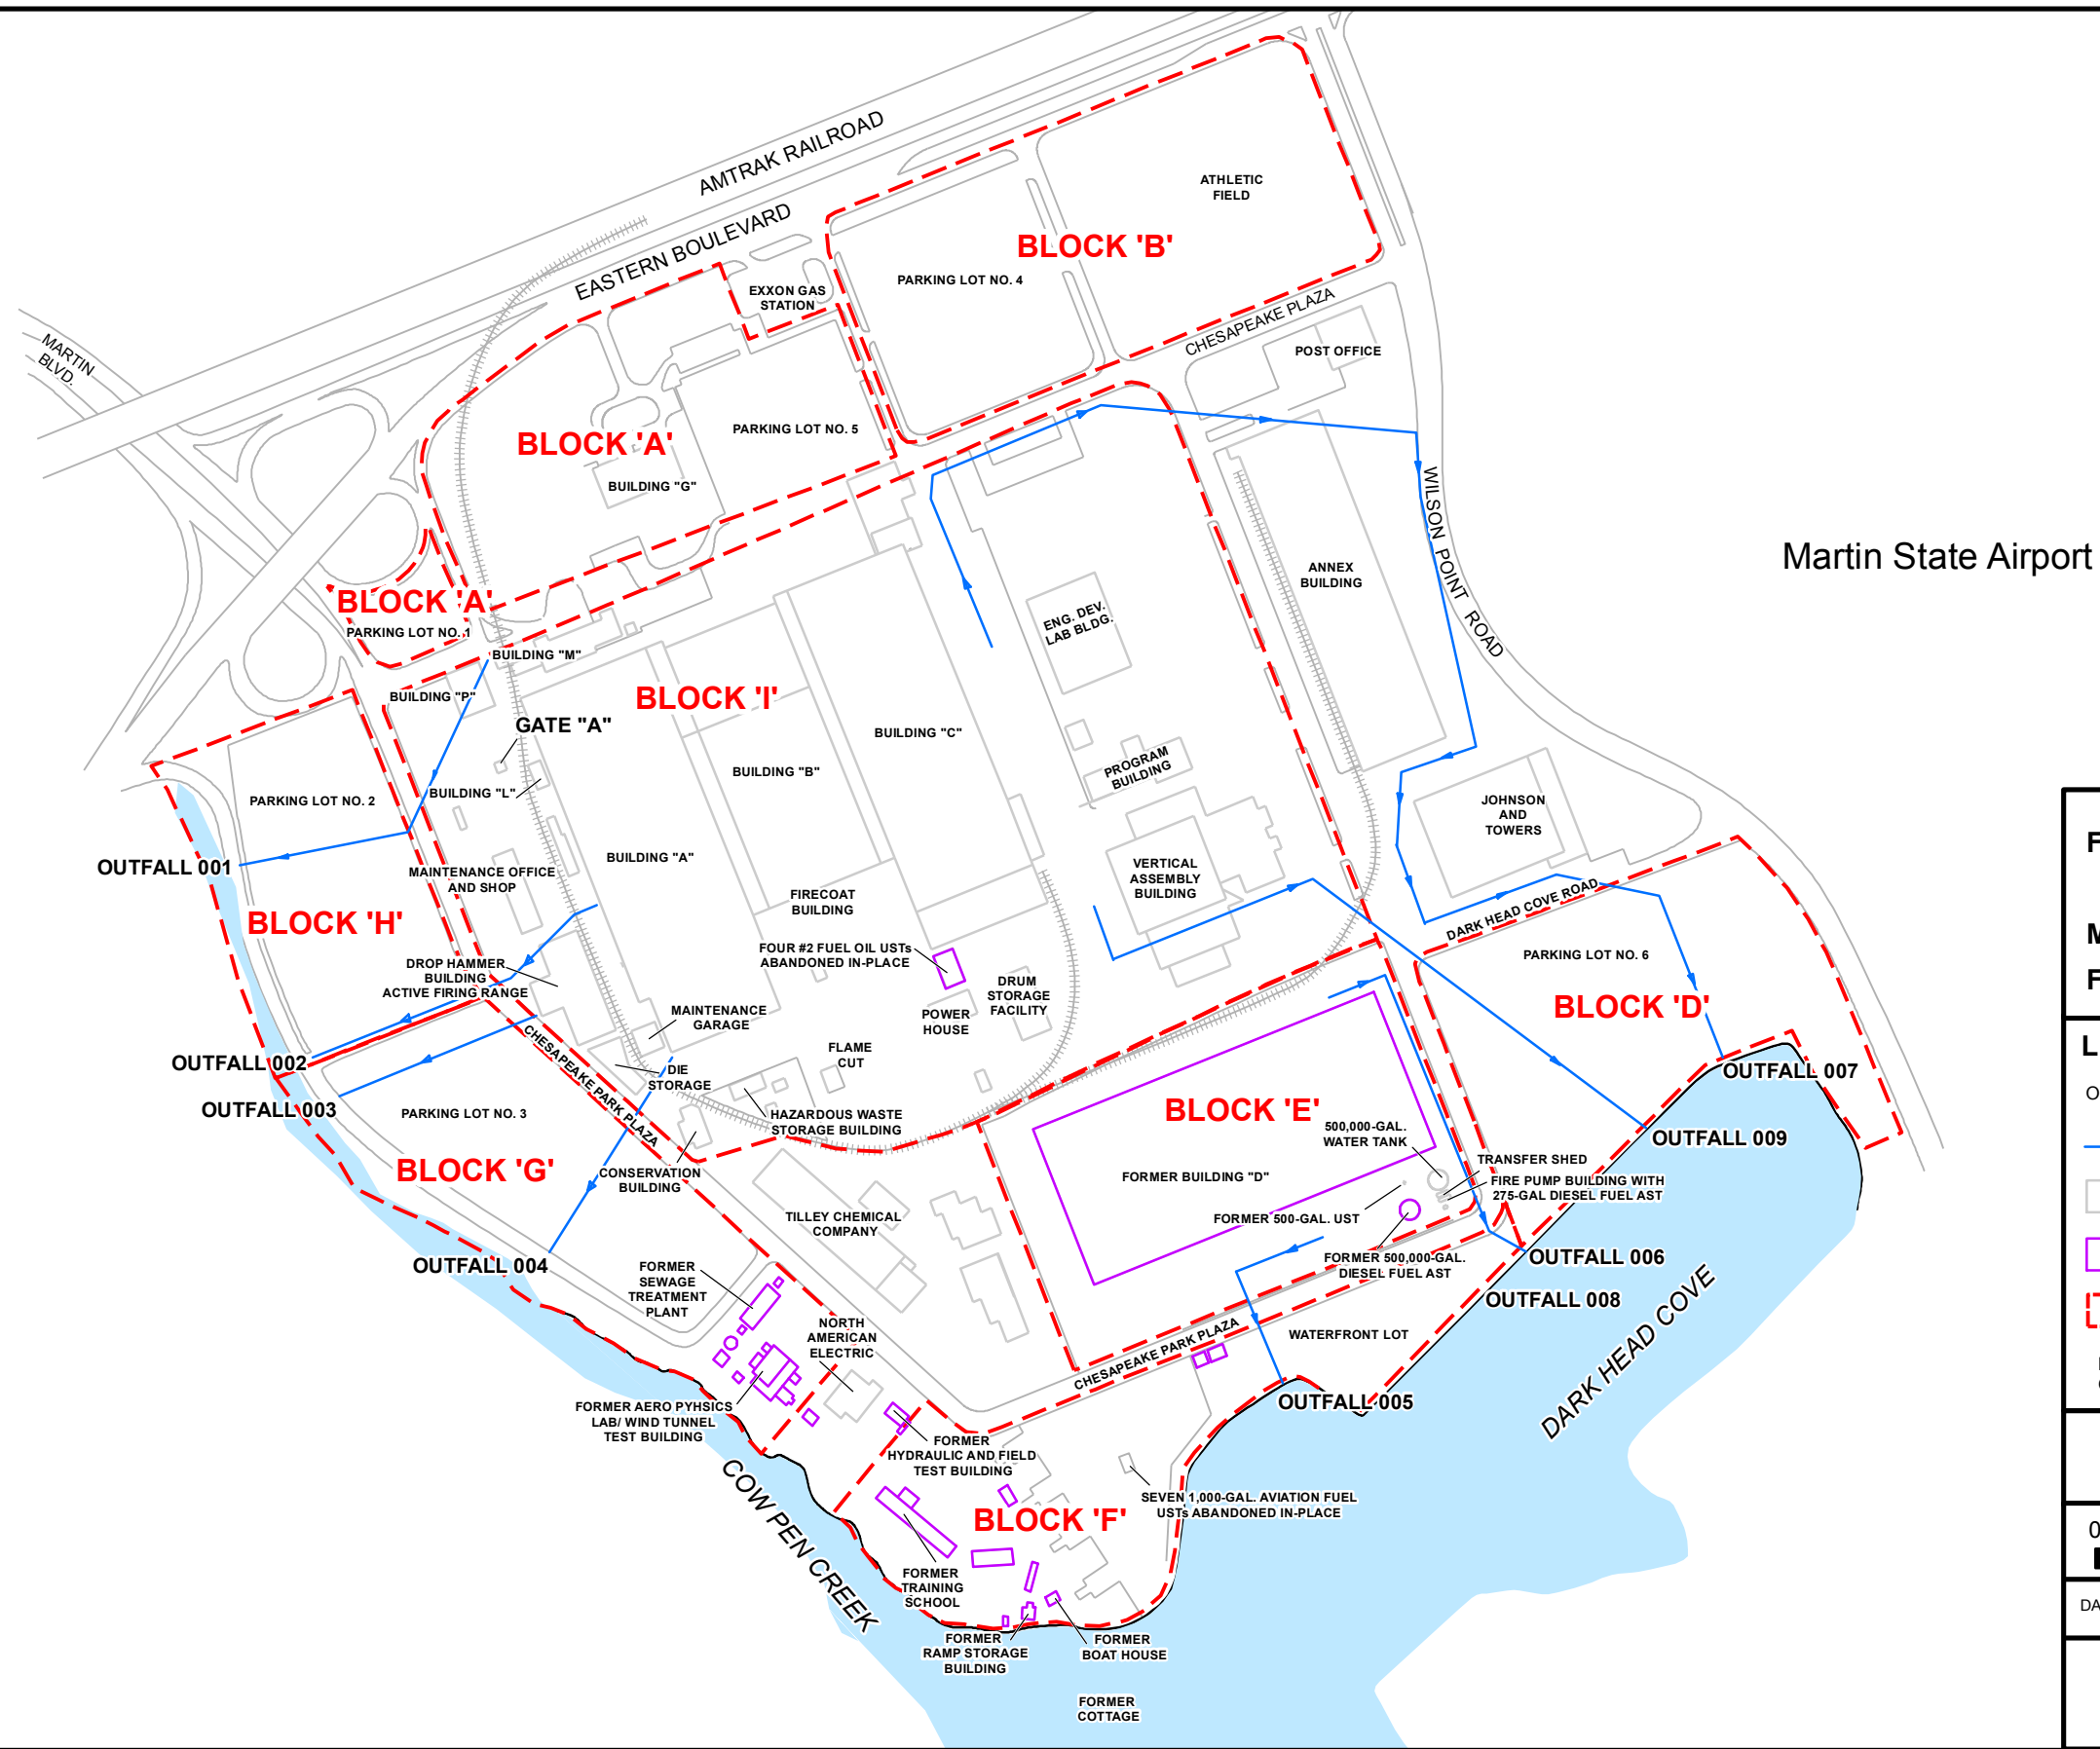 AMTRAK RAILROAD
EASTERN BOULEVARD
MARTIN
BLVD.
ATHLETIC
FIELD
BLOCK 'B'
PARKING LOT NO. 4
EXXON GAS
STATION
CHESAPEAKE PLAZA
POST OFFICE
BLOCK 'A'
PARKING LOT NO. 5
BUILDING "G"
WILSON POINT ROAD
Martin State Airport
ANNEX
BUILDING
BLOCK 'A'
PARKING LOT NO. 1
ENG. DEV.
LAB BLDG.
BUILDING "M"
BUILDING "P"
BLOCK 'I'
GATE "A"
BUILDING "C"
BUILDING "B"
PROGRAM
BUILDING
BUILDING "L"
PARKING LOT NO. 2
JOHNSON
AND
TOWERS
OUTFALL 001
BUILDING "A"
MAINTENANCE OFFICE
AND SHOP
VERTICAL
ASSEMBLY
BUILDING
FIRECOAT
BUILDING
BLOCK 'H'
DARK HEAD COVE ROAD
FOUR #2 FUEL OIL USTs
ABANDONED IN-PLACE
PARKING LOT NO. 6
DROP HAMMER
BUILDING
ACTIVE FIRING RANGE
DRUM
STORAGE
FACILITY
BLOCK 'D'
MAINTENANCE
GARAGE
POWER
HOUSE
OUTFALL 002
CHESAPEAKE PARK PLAZA
FLAME
CUT
DIE
STORAGE
OUTFALL 007
OUTFALL 003
PARKING LOT NO. 3
HAZARDOUS WASTE
STORAGE BUILDING
BLOCK 'E'
500,000-GAL.
WATER TANK
OUTFALL 009
BLOCK 'G'
CONSERVATION
BUILDING
FORMER BUILDING "D"
TRANSFER SHED
FIRE PUMP BUILDING WITH
275-GAL DIESEL FUEL AST
TILLEY CHEMICAL
COMPANY
FORMER 500-GAL. UST
OUTFALL 004
FORMER 500,000-GAL.
DIESEL FUEL AST
OUTFALL 006
FORMER
SEWAGE
TREATMENT
PLANT
OUTFALL 008
NORTH
AMERICAN
ELECTRIC
WATERFRONT LOT
CHESAPEAKE PARK PLAZA
DARK HEAD COVE
OUTFALL 005
FORMER AERO PYHSICS
LAB/ WIND TUNNEL
TEST BUILDING
FORMER
HYDRAULIC AND FIELD
TEST BUILDING
COW PEN CREEK
SEVEN 1,000-GAL. AVIATION FUEL
USTs ABANDONED IN-PLACE
BLOCK 'F'
FORMER
TRAINING
SCHOOL
FORMER
RAMP STORAGE
BUILDING
FORMER
BOAT HOUSE
FORMER
COTTAGE